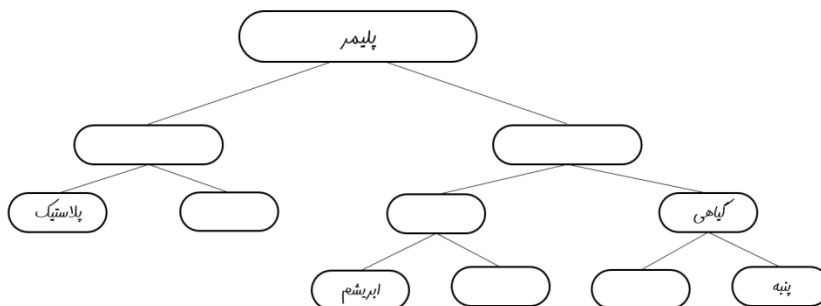 پلیمر
پلاستیک
گیاهی
ابریشم
پنبه